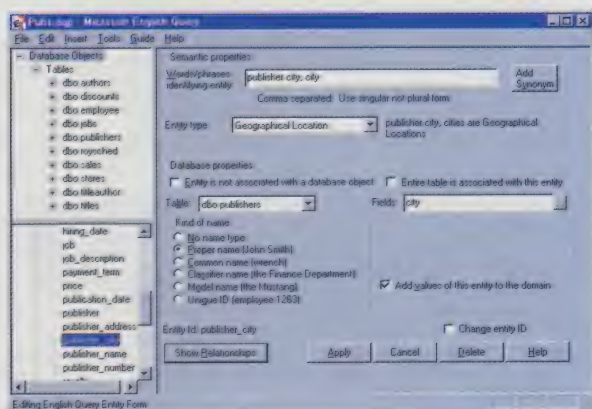 Microsoft English Query
File Edit Insert Tools Guide Help
Database Objects
Tables
dbo authors
dbo discounts
dbo employee
dbo jobs
dbo publishers
dbo roysched
dbo sales
dbo stores
dbo titleauthor
dbo titles
hiring_date
job
job_description
payment_term
price
publication_date
publisher
publisher_address
publisher_name
publisher_number
Semantic properties
Words/phrases identifying entity:
publisher city, city
Add Synonym
Comma separated. Use singular not plural form.
Entity type:
Geographical Location
publisher city, cities are Geographical Locations
Database properties
Entity is not associated with a database object
Entire table is associated with this entity
Table:
dbo publishers
Fields:
city
...
Kind of name
No name type
Proper name (John Smith)
Common name (wrench)
Classifier name (the Finance Department)
Model name (the Mustang)
Unique ID (employee 1263)
Add values of this entity to the domain
Entity Id: publisher_city
Change entity ID
Show Relationships
Apply
Cancel
Delete
Help
Editing English Query Entity Form